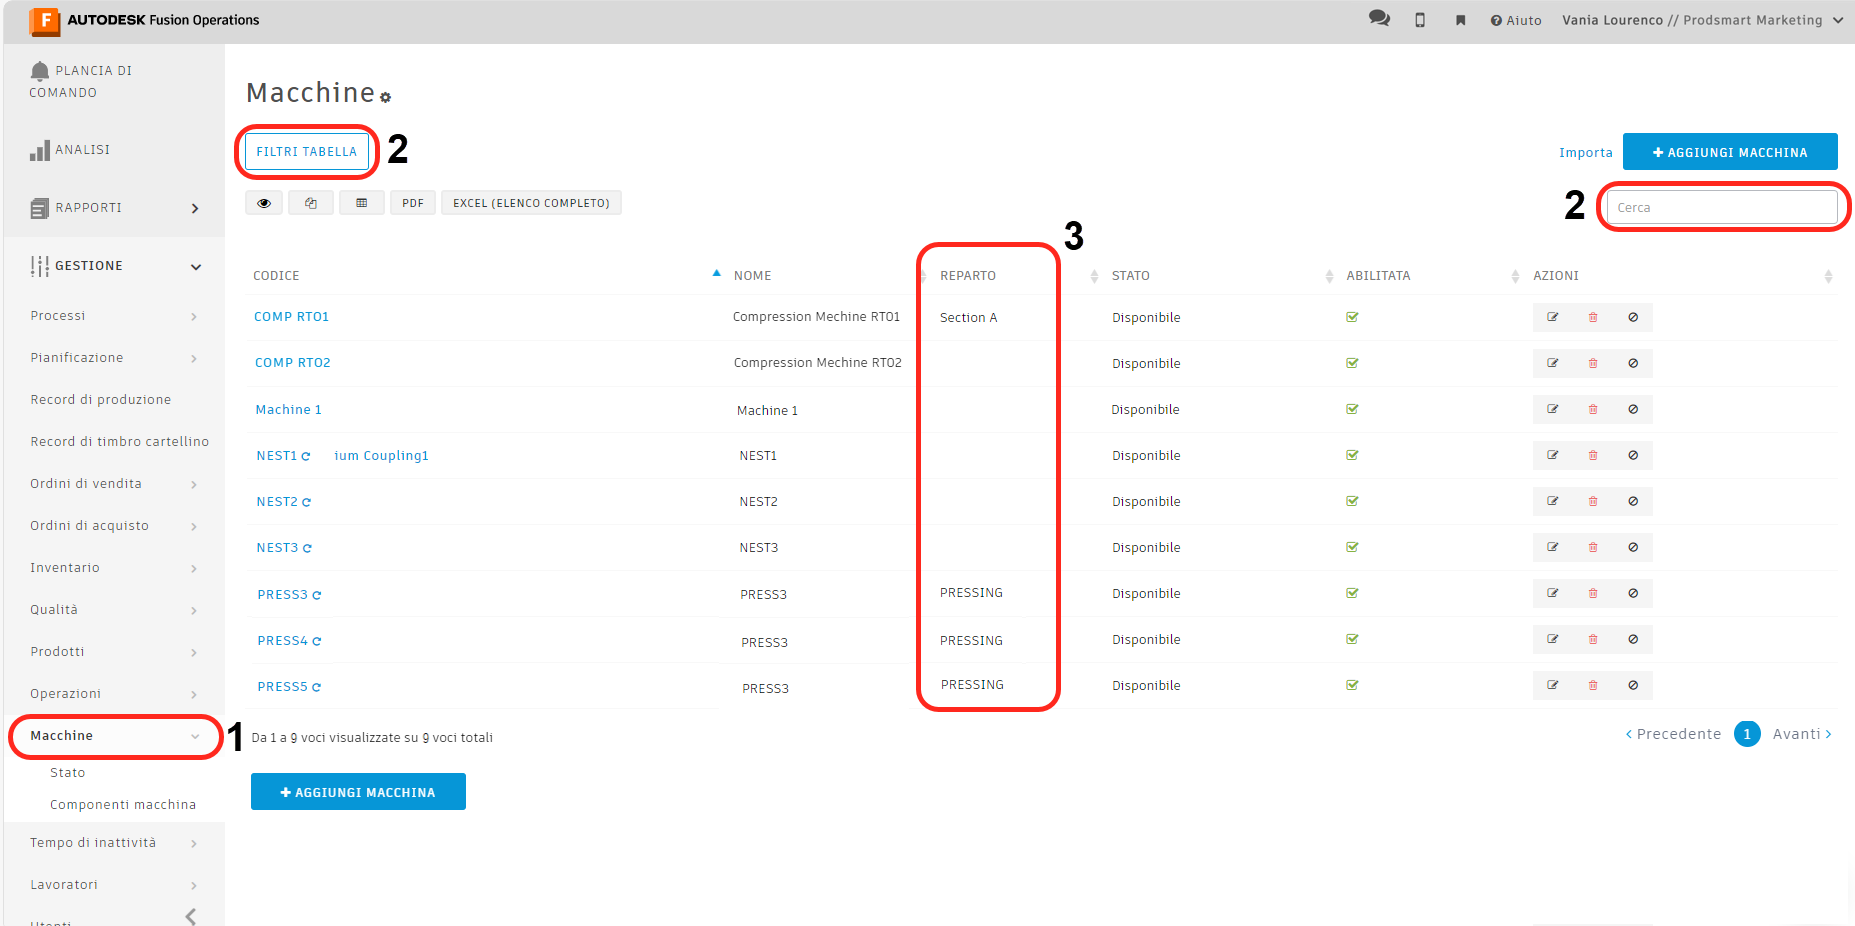 F AUTODESK Fusion Operations
Aiuto
Vania Lourenco // Prodsmart Marketing
PLANCIA DI
COMANDO
ANALISI
RAPPORTI
GESTIONE
Processi
Pianificazione
Record di produzione
Record di timbro cartellino
Ordini di vendita
Ordini di acquisto
Inventario
Qualità
Prodotti
Operazioni
Macchine
1
Stato
Componenti macchina
Tempo di inattività
Lavoratori
Utenti
Macchine
FILTRI TABELLA
2
Importa
+ AGGIUNGI MACCHINA
PDF
EXCEL (ELENCO COMPLETO)
2
Cerca
3
CODICE NOME REPARTO STATO ABILITATA AZIONI
COMP RT01 Compression Mechine RT01 Section A Disponibile
COMP RT02 Compression Mechine RT02 Disponibile
Machine 1 Machine 1 Disponibile
NEST1 ium Coupling1 NEST1 Disponibile
NEST2 NEST2 Disponibile
NEST3 NEST3 Disponibile
PRESS3 PRESS3 PRESSING Disponibile
PRESS4 PRESS3 PRESSING Disponibile
PRESS5 PRESS3 PRESSING Disponibile
Da 1 a 9 voci visualizzate su 9 voci totali
‹ Precedente 1 Avanti ›
+ AGGIUNGI MACCHINA